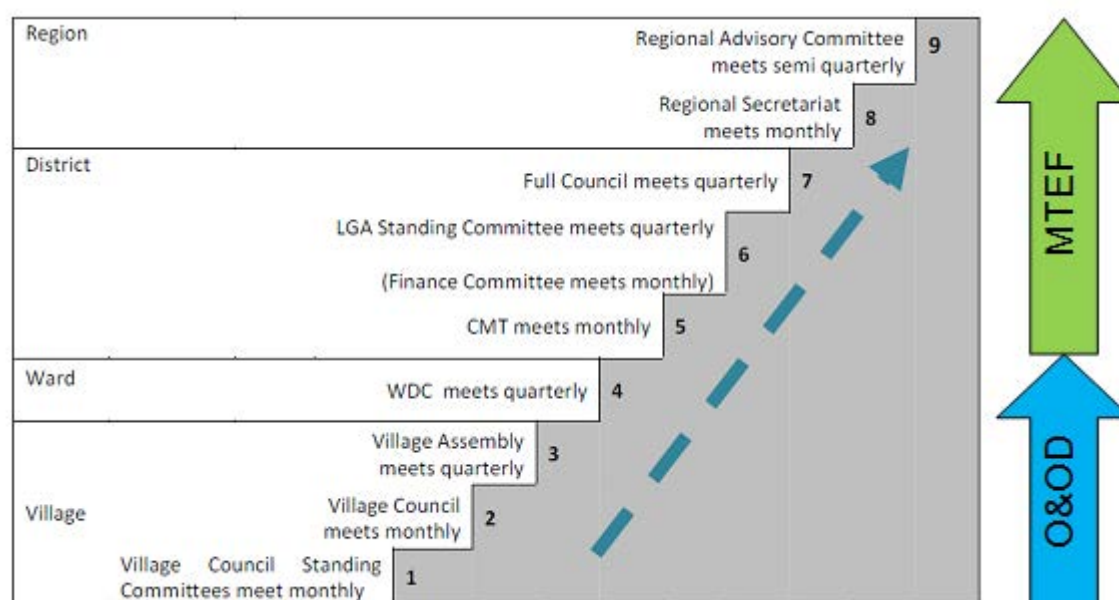 Region
Regional Advisory Committee
meets semi quarterly
9
Regional Secretariat
meets monthly
8
District
Full Council meets quarterly
7
LGA Standing Committee meets quarterly
(Finance Committee meets monthly)
6
CMT meets monthly
5
Ward
WDC meets quarterly
4
Village Assembly
meets quarterly
3
Village
Village Council
meets monthly
2
Village Council Standing
Committees meet monthly
1
MTEF
O&OD